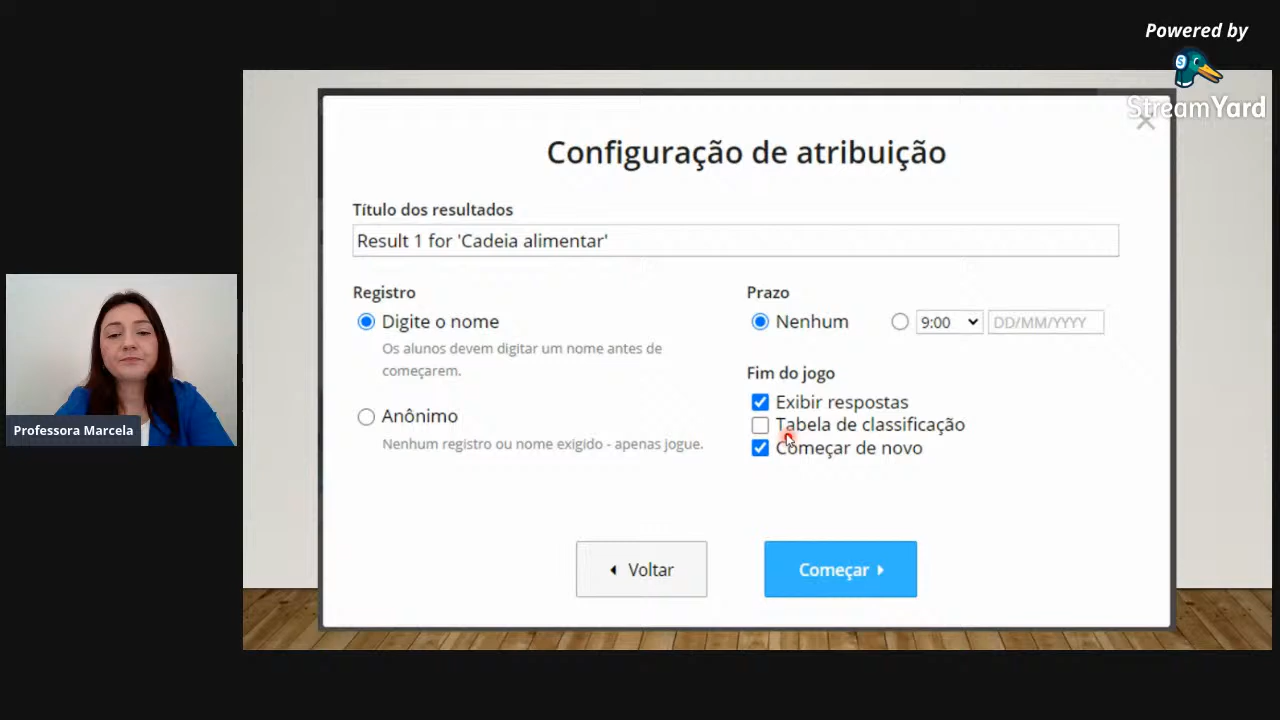 Powered by
StreamYard
Configuração de atribuição
Título dos resultados
Result 1 for 'Cadeia alimentar'
Registro
Digite o nome
Os alunos devem digitar um nome antes de
começarem.
Anônimo
Nenhum registro ou nome exigido - apenas jogue.
Prazo
Nenhum
9:00
DD/MM/YYYY
Fim do jogo
Exibir respostas
Tabela de classificação
Começar de novo
Voltar
Começar
Professora Marcela